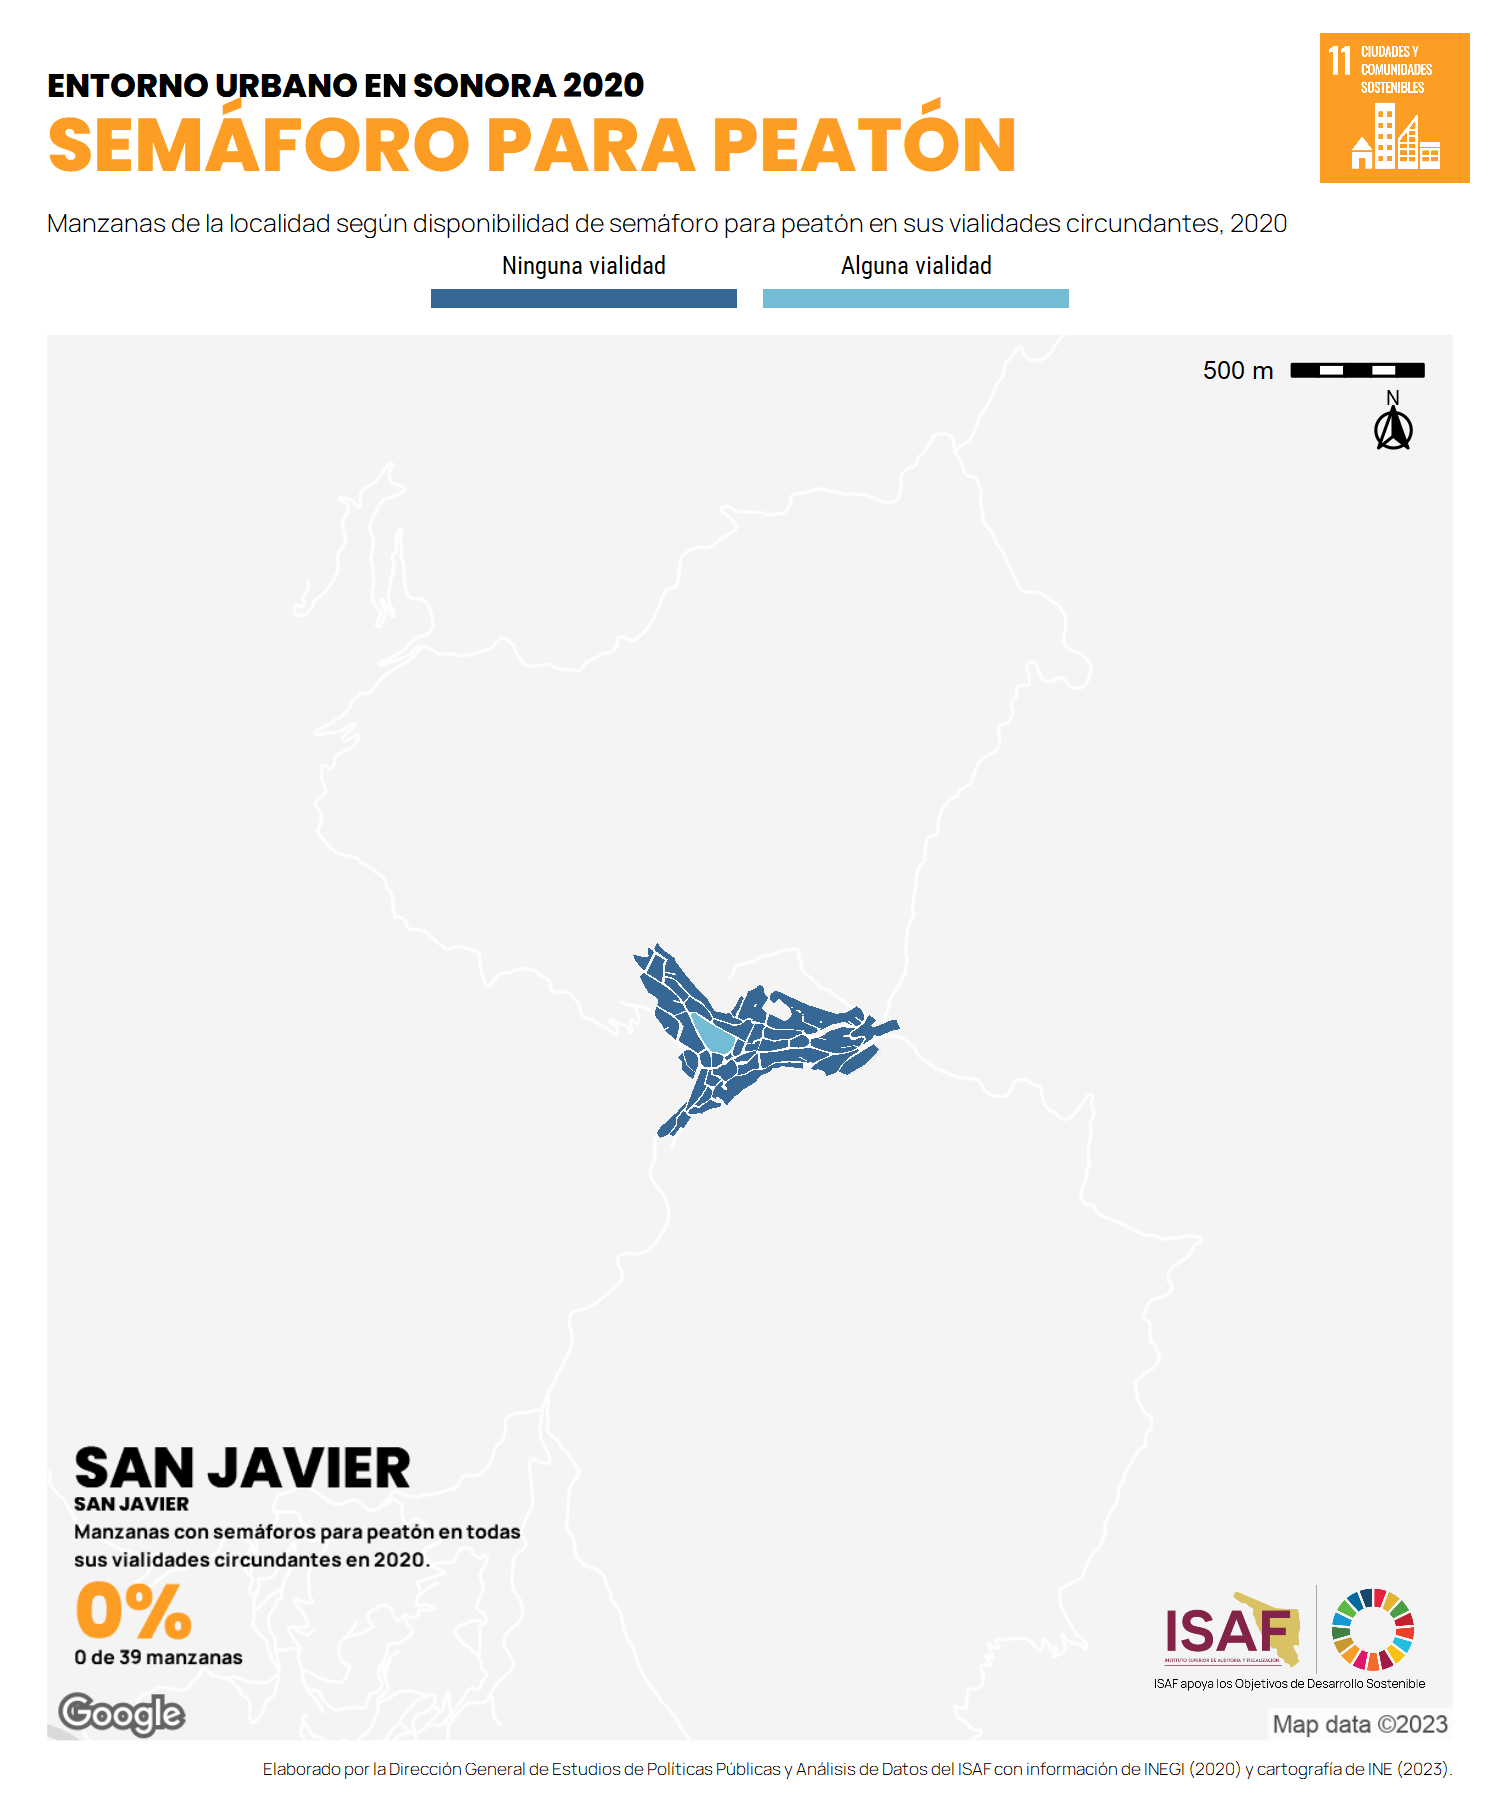 ENTORNO URBANO EN SONORA 2020
SEMÁFORO PARA PEATÓN
11 CIUDADES Y
COMUNIDADES
SOSTENIBLES
Manzanas de la localidad según disponibilidad de semáforo para peatón en sus vialidades circundantes, 2020
Ninguna vialidad
Alguna vialidad
500 m
N
SAN JAVIER
SAN JAVIER
Manzanas con semáforos para peatón en todas
sus vialidades circundantes en 2020.
0%
0 de 39 manzanas
ISAF
INSTITUTO SUPERIOR DE AUDITORÍA Y FISCALIZACIÓN
ISAF apoya los Objetivos de Desarrollo Sostenible
Google
Map data ©2023
Elaborado por la Dirección General de Estudios de Políticas Públicas y Análisis de Datos del ISAF con información de INEGI (2020) y cartografía de INE (2023).